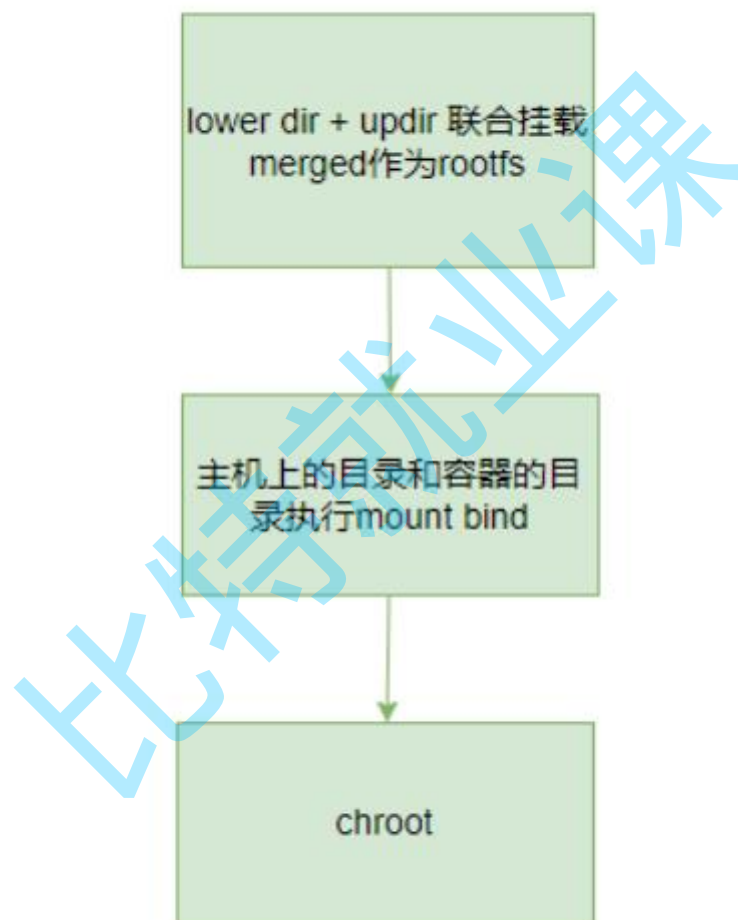 lower dir + updir 联合挂载
merged作为rootfs
主机上的目录和容器的目
录执行mount bind
chroot
比特就业课